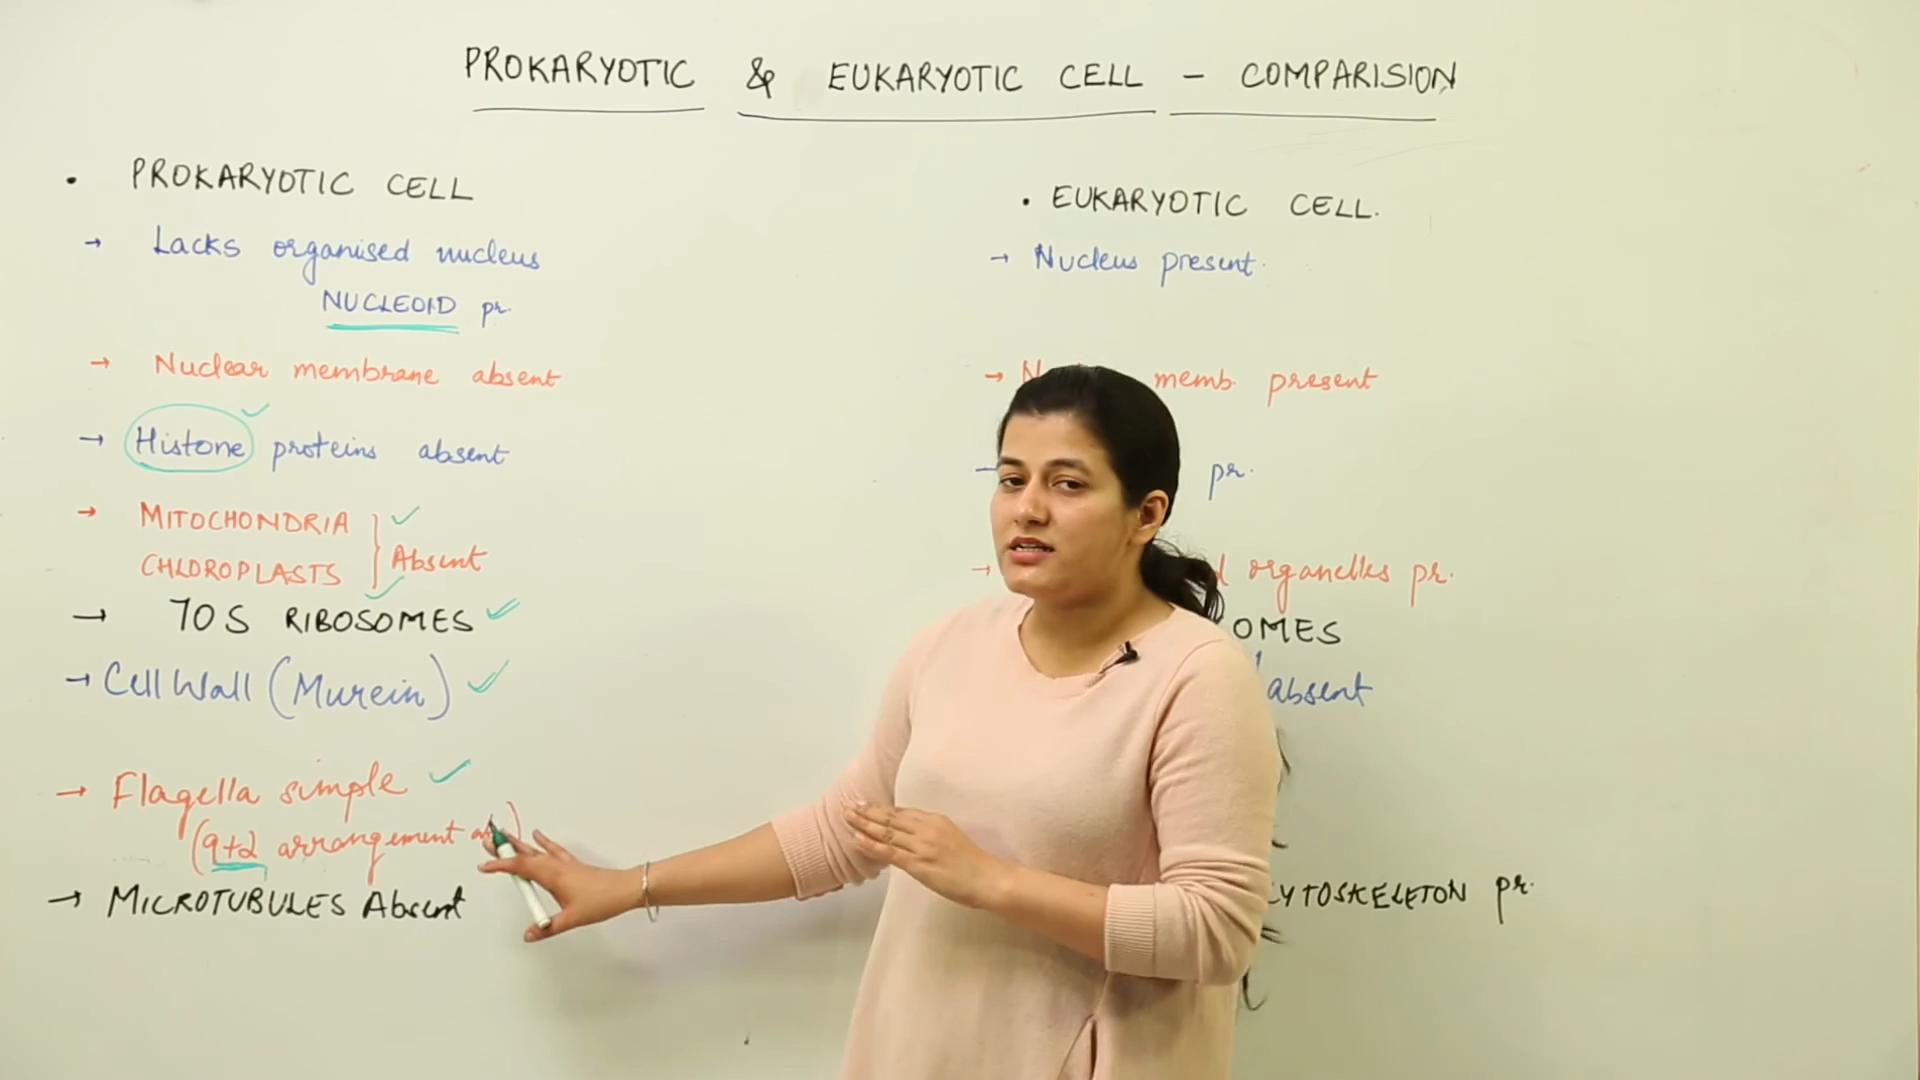 PROKARYOTIC & EUKARYOTIC CELL - COMPARISION
• PROKARYOTIC CELL
→ Lacks organised nucleus
NUCLEOID pr.
→ Nuclear membrane absent
→ Histone proteins absent
→ MITOCHONDRIA
CHLOROPLASTS } Absent
→ 70 S RIBOSOMES
→ Cell Wall (Murein)
→ Flagella simple
(9+2 arrangement
→ MICROTUBULES Absent
• EUKARYOTIC CELL.
→ Nucleus present.
→ memb. present
pr.
→ organelles pr.
OMES
absent
CYTOSKELETON pr.